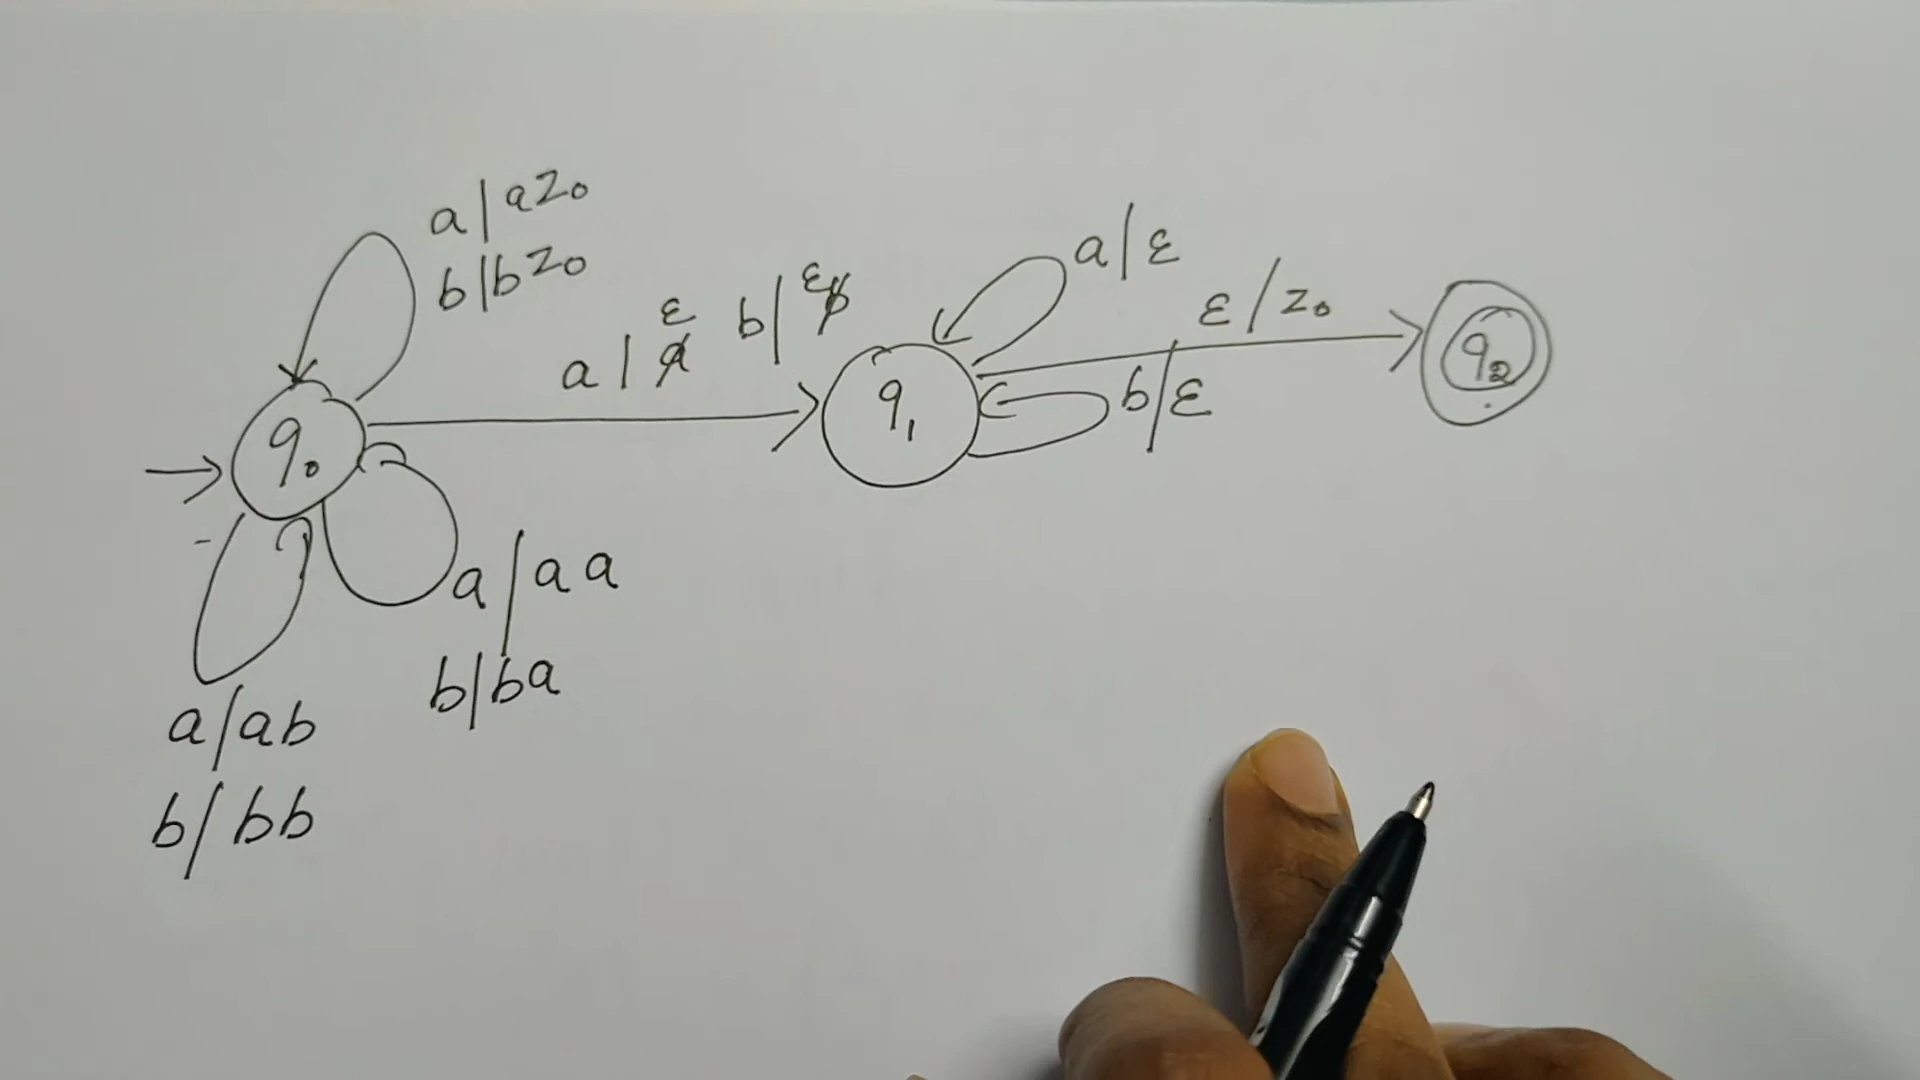 a/az₀
b/bz₀
a/ε b/ε
a/ε
ε/z₀
b/ε
q₀
q₁
q₂
a/aa
b/ba
a/ab
b/bb